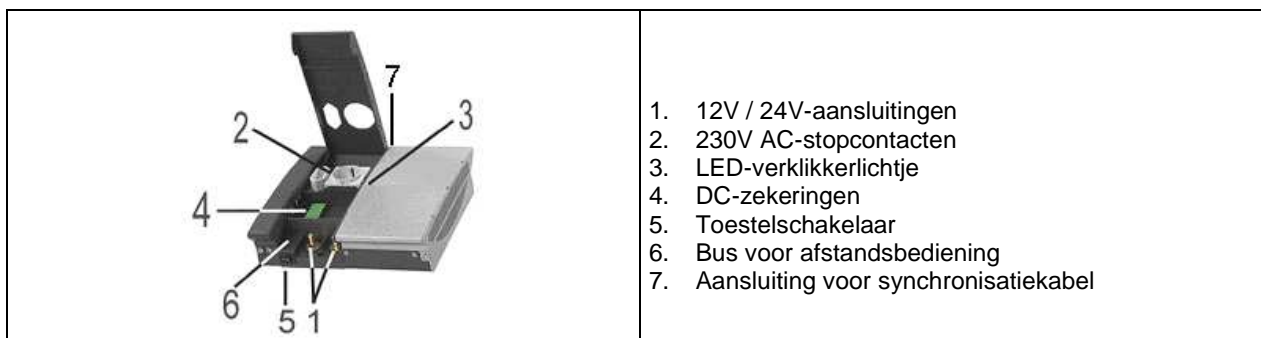 7
2
3
4
6
5
1
1. 12V / 24V-aansluitingen
2. 230V AC-stopcontacten
3. LED-verklikkerlichtje
4. DC-zekeringen
5. Toestelschakelaar
6. Bus voor afstandsbediening
7. Aansluiting voor synchronisatiekabel